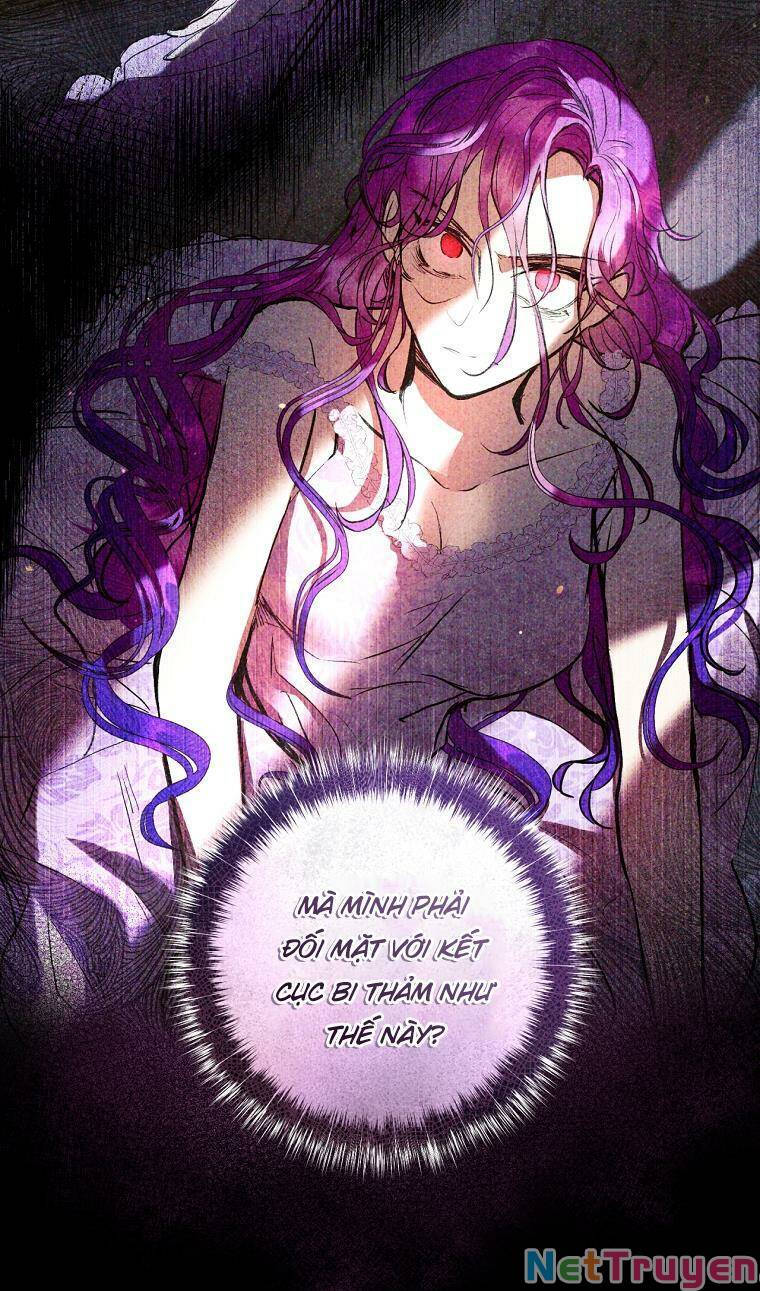 MÀ MÌNH PHẢI
ĐỐI MẶT VỚI KẾT
CỤC BI THẢM NHƯ
THẾ NÀY?
NETTRUYEN